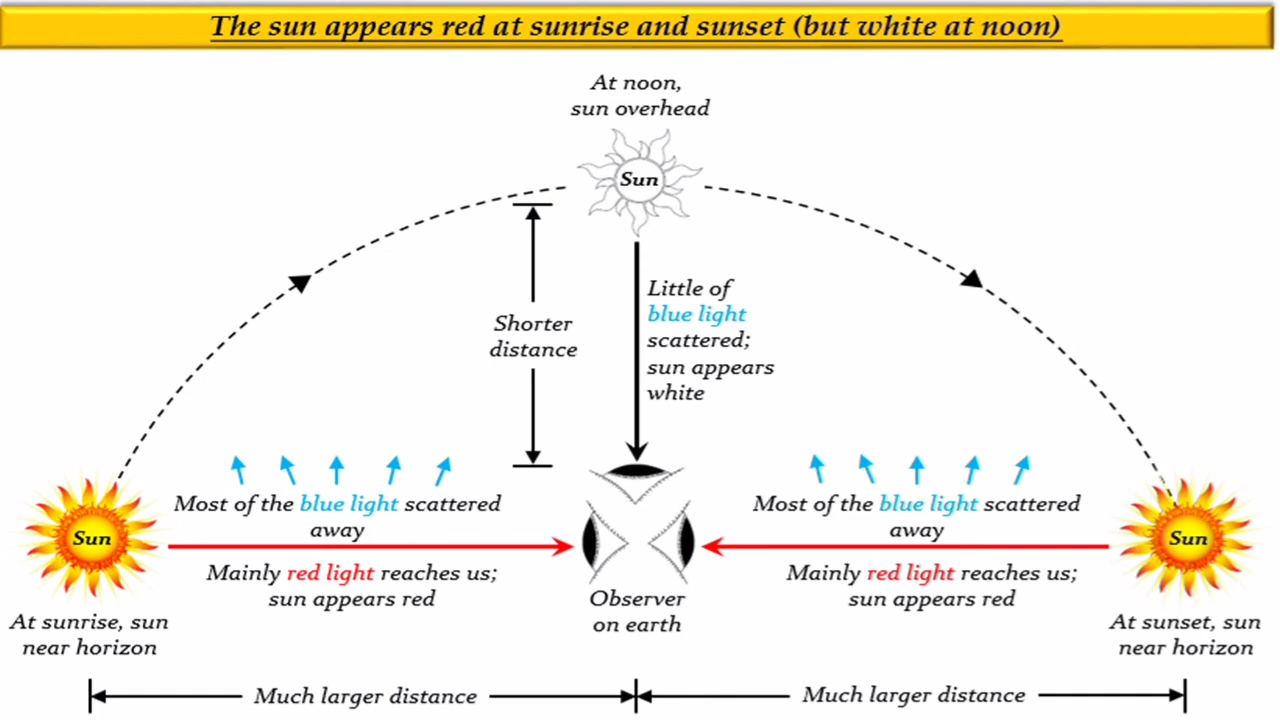 The sun appears red at sunrise and sunset (but white at noon)
At noon,
sun overhead
Sun
Little of
blue light
scattered;
sun appears
white
Shorter
distance
Most of the blue light scattered
away
Sun
Mainly red light reaches us;
sun appears red
At sunrise, sun
near horizon
Observer
on earth
Most of the blue light scattered
away
Sun
Mainly red light reaches us;
sun appears red
At sunset, sun
near horizon
Much larger distance
Much larger distance